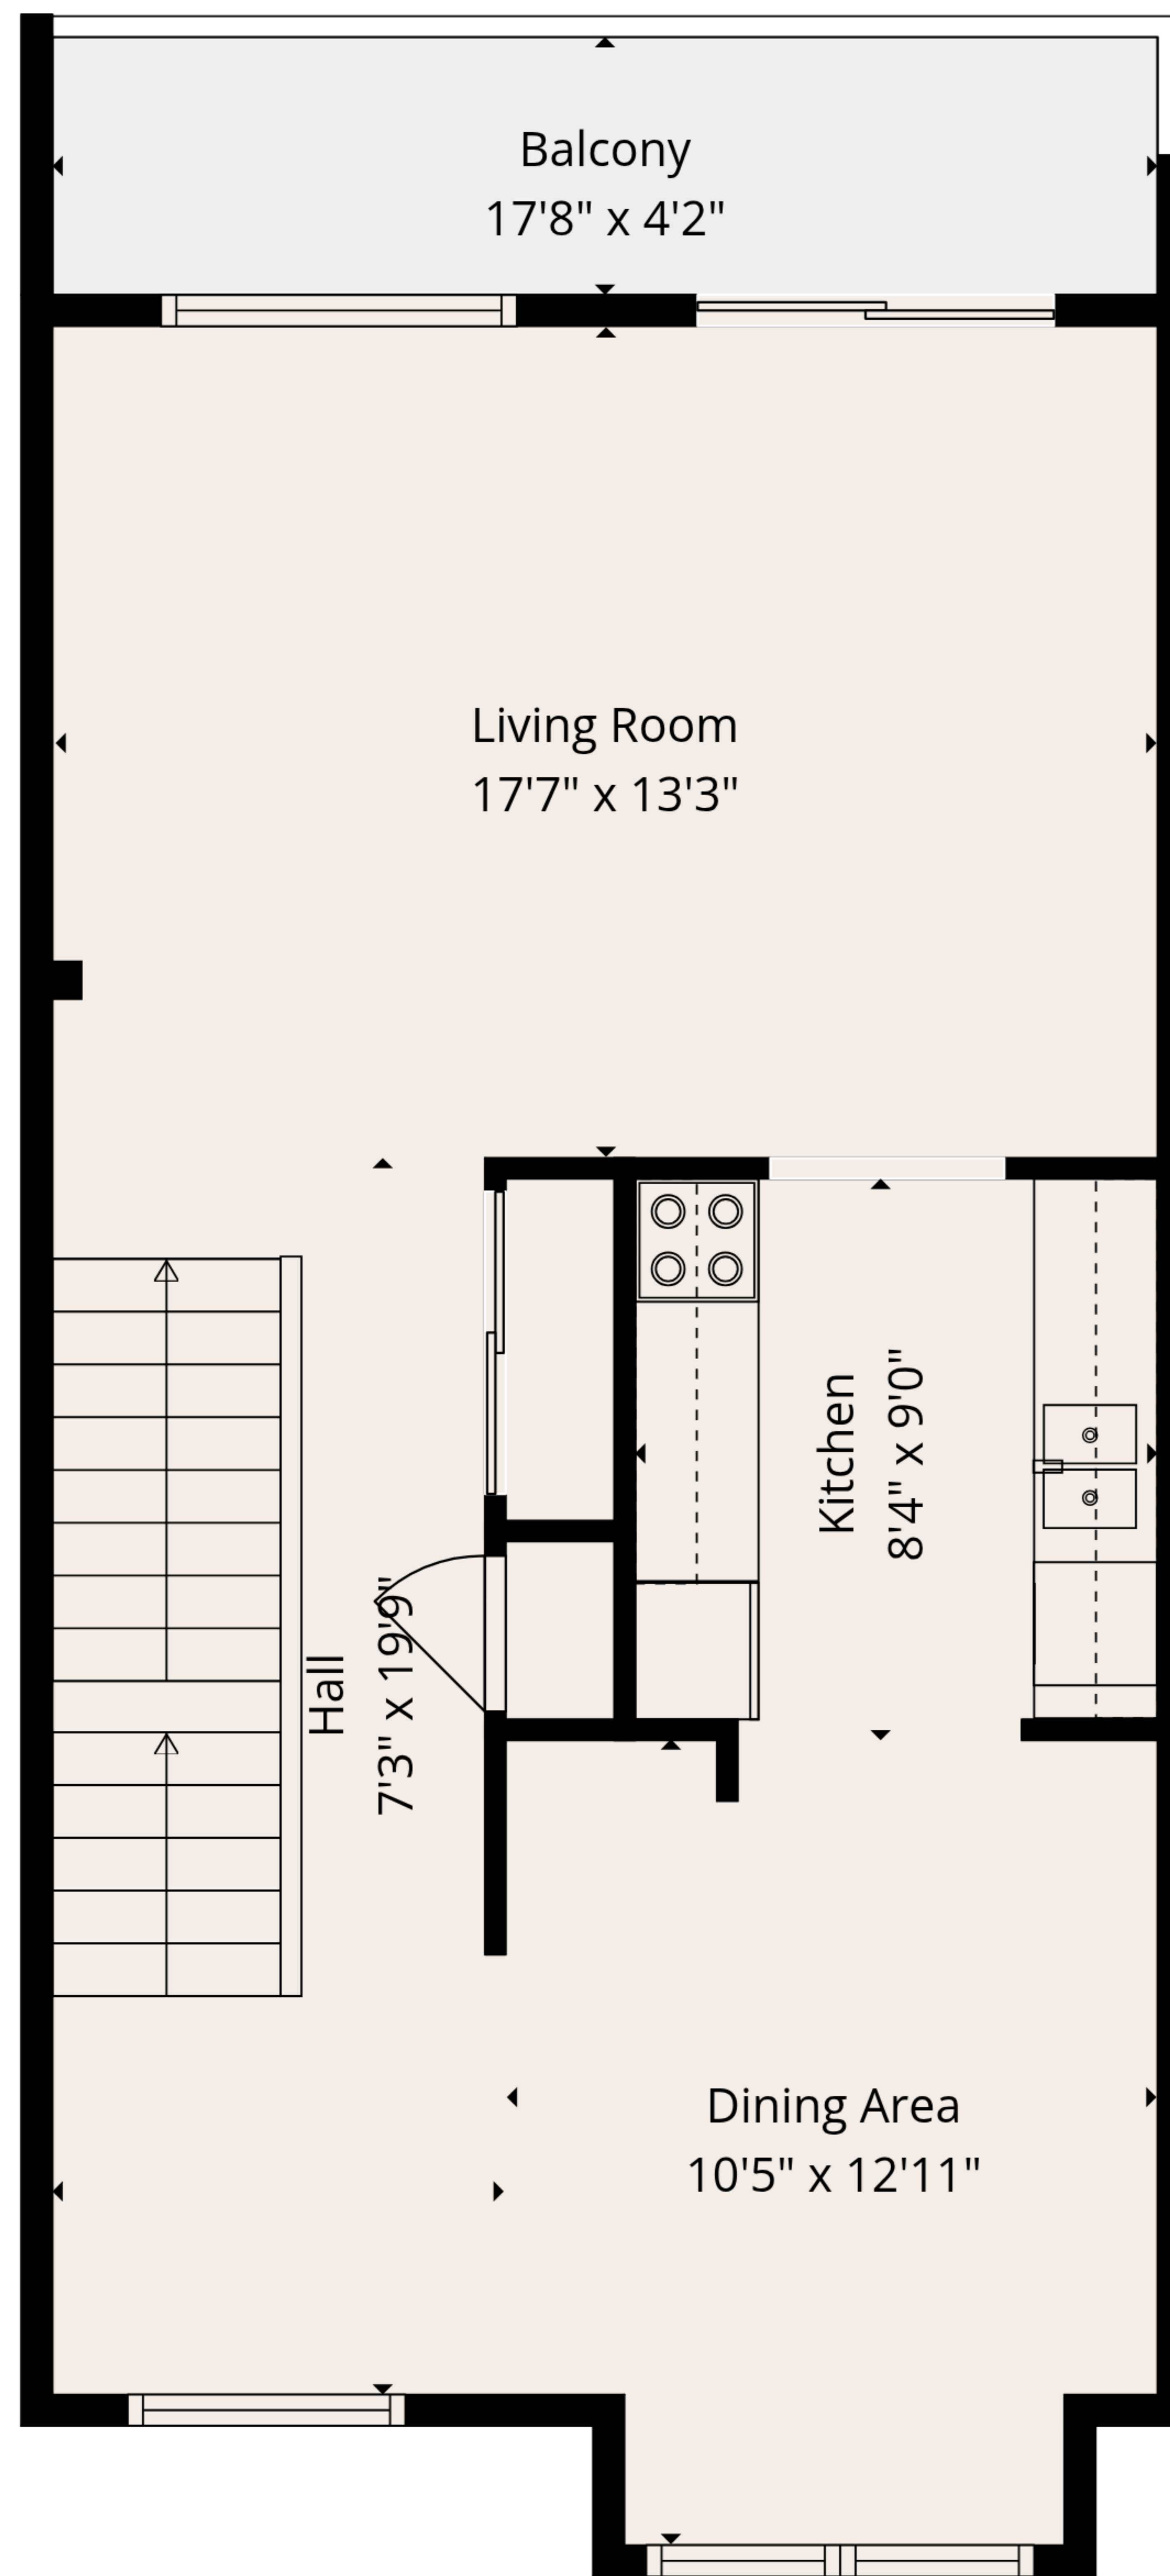 Balcony
17'8" x 4'2"
Living Room
17'7" x 13'3"
Kitchen
8'4" x 9'0"
Hall
7'3" x 19'9"
Dining Area
10'5" x 12'11"